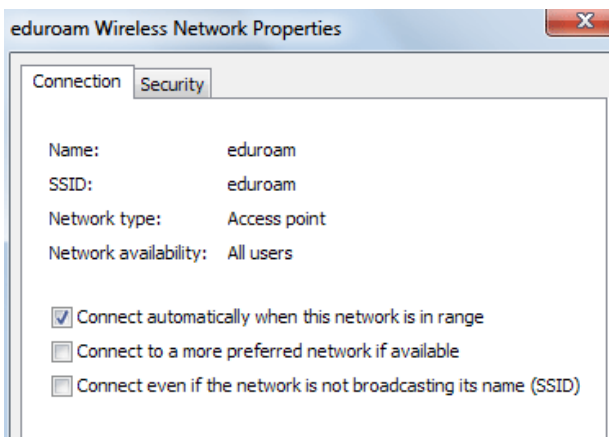 eduroam Wireless Network Properties
Connection Security
Name: eduroam
SSID: eduroam
Network type: Access point
Network availability: All users
Connect automatically when this network is in range
Connect to a more preferred network if available
Connect even if the network is not broadcasting its name (SSID)